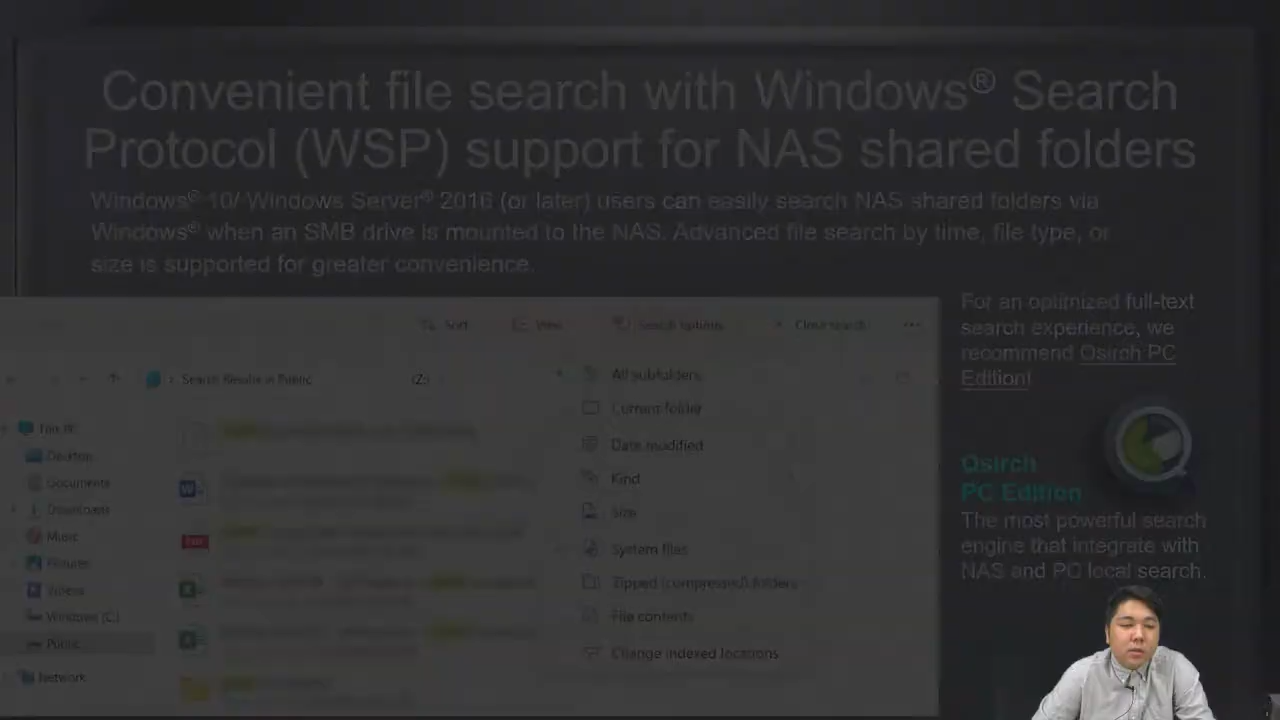 Convenient file search with Windows® Search
Protocol (WSP) support for NAS shared folders
Windows® 10/ Windows Server® 2016 (or later) users can easily search NAS shared folders via
Windows® when an SMB drive is mounted to the NAS. Advanced file search by time, file type, or
size is supported for greater convenience.
Sort View Search options Close search
Search Results in Public (Z:)
This PC
Desktop
Documents
Downloads
Music
Pictures
Videos
Windows (C:)
Public
Network
All subfolders
Current folder
Date modified
Kind
Size
System files
Zipped (compressed) folders
File contents
Change indexed locations
For an optimized full-text
search experience, we
recommend Osirch PC
Edition!
Osirch
PC Edition
The most powerful search
engine that integrate with
NAS and PC local search.